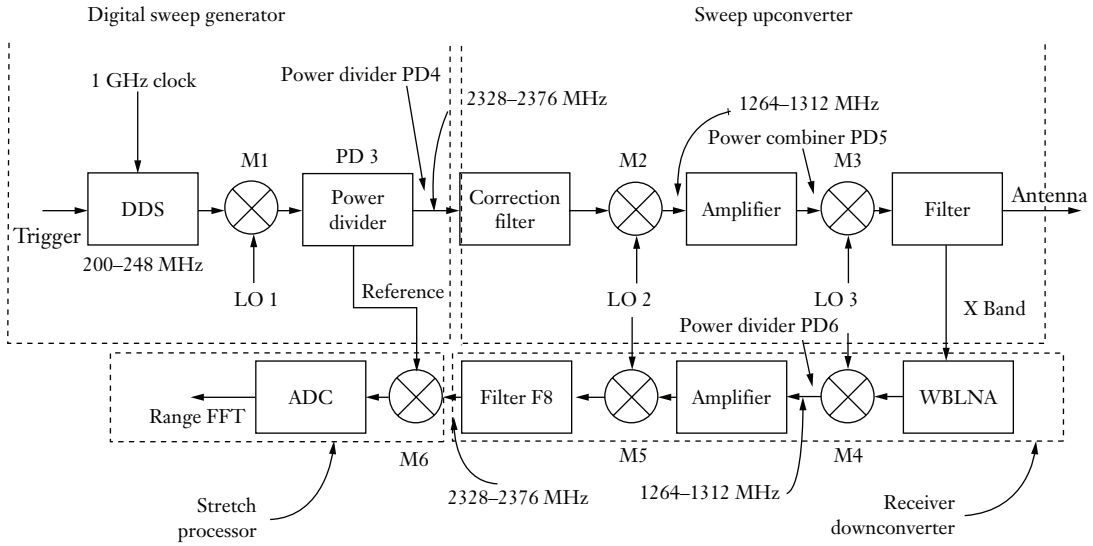 Digital sweep generator
Sweep upconverter
1 GHz clock
Power divider PD4
2328–2376 MHz
1264–1312 MHz
Power combiner PD5
M1
PD 3
M2
M3
DDS
Power
divider
Correction
filter
Amplifier
Filter
Antenna
Trigger
200–248 MHz
LO 1
Reference
LO 2
LO 3
X Band
Power divider PD6
ADC
Filter F8
Amplifier
WBLNA
Range FFT
M6
M5
M4
2328–2376 MHz
1264–1312 MHz
Stretch
processor
Receiver
downconverter